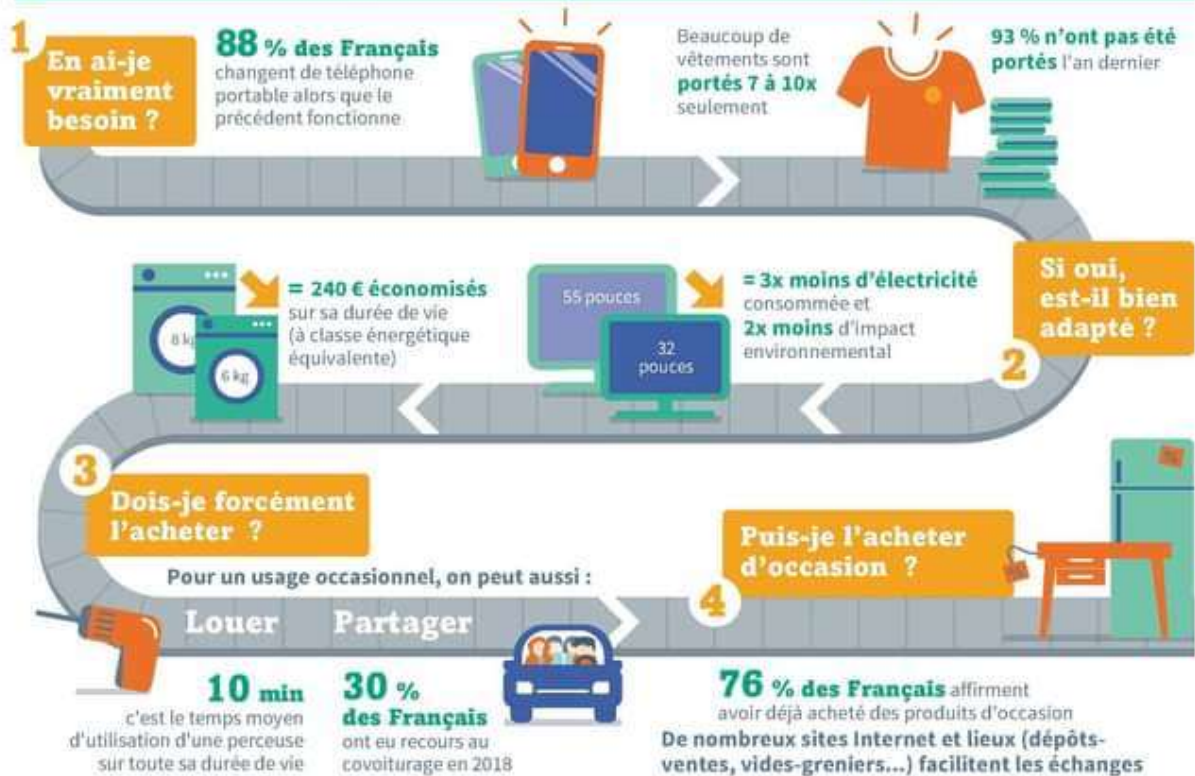 1
En ai-je
vraiment
besoin ?
88 % des Français
changent de téléphone
portable alors que le
précédent fonctionne
Beaucoup de
vêtements sont
portés 7 à 10x
seulement
93 % n'ont pas été
portés l'an dernier
Si oui,
est-il bien
adapté ?
2
55 pouces
32
pouces
= 3x moins d'électricité
consommée et
2x moins d'impact
environnemental
8 kg
6 kg
= 240 € économisés
sur sa durée de vie
(à classe énergétique
équivalente)
3
Dois-je forcément
l'acheter ?
Pour un usage occasionnel, on peut aussi :
Louer
Partager
10 min
c'est le temps moyen
d'utilisation d'une perceuse
sur toute sa durée de vie
30 %
des Français
ont eu recours au
covoiturage en 2018
4
Puis-je l'acheter
d'occasion ?
76 % des Français affirment
avoir déjà acheté des produits d'occasion
De nombreux sites Internet et lieux (dépôts-
ventes, vides-greniers...) facilitent les échanges